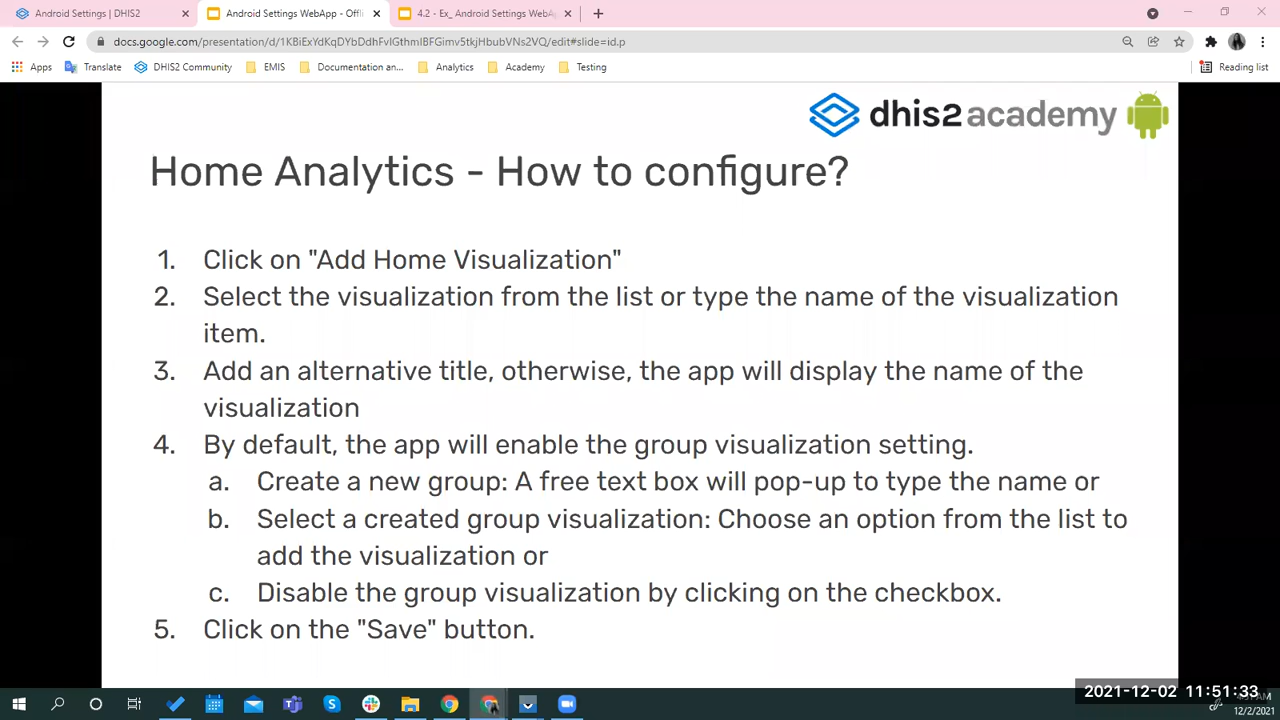 Android Settings | DHIS2
Android Settings WebApp - Offli
4.2 - Ex_ Android Settings WebA
docs.google.com/presentation/d/1KBiExYdKqDYbDdhFvIGthmIBFGimv5tkjHbubVNs2VQ/edit#slide=id.p
Apps
Translate
DHIS2 Community
EMIS
Documentation an...
Analytics
Academy
Testing
Reading list
dhis2 academy
Home Analytics - How to configure?
1. Click on "Add Home Visualization"
2. Select the visualization from the list or type the name of the visualization
item.
3. Add an alternative title, otherwise, the app will display the name of the
visualization
4. By default, the app will enable the group visualization setting.
a. Create a new group: A free text box will pop-up to type the name or
b. Select a created group visualization: Choose an option from the list to
add the visualization or
c. Disable the group visualization by clicking on the checkbox.
5. Click on the "Save" button.
2021-12-02 11:51:33
12/2/2021